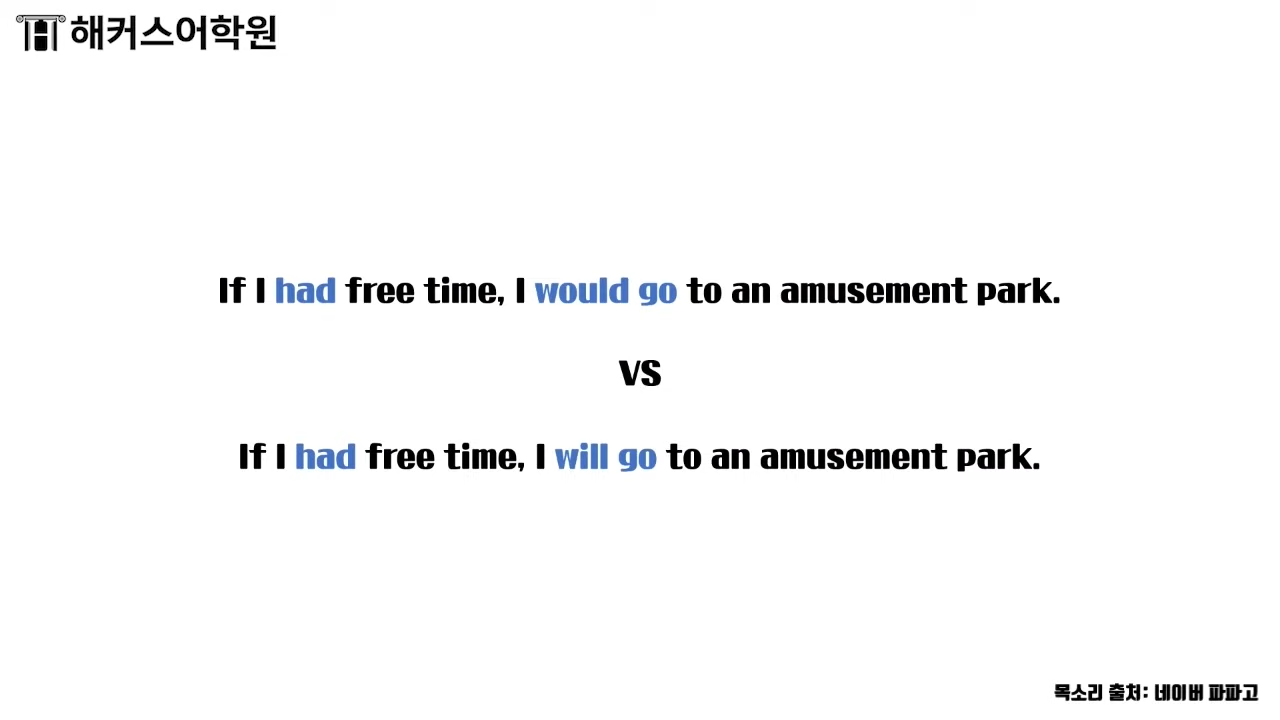 해커스어학원
If I had free time, I would go to an amusement park.
VS
If I had free time, I will go to an amusement park.
목소리 출처: 네이버 파파고